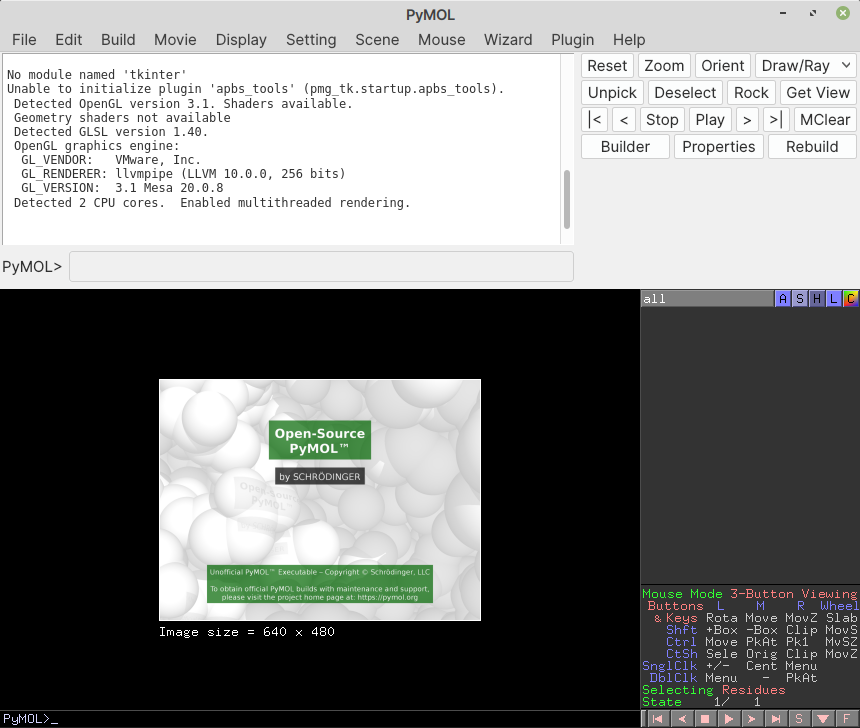 PyMOL
File Edit Build Movie Display Setting Scene Mouse Wizard Plugin Help
No module named 'tkinter'
Unable to initialize plugin 'apbs_tools' (pmg_tk.startup.apbs_tools).
Detected OpenGL version 3.1. Shaders available.
Geometry shaders not available
Detected GLSL version 1.40.
OpenGL graphics engine:
GL_VENDOR: VMware, Inc.
GL_RENDERER: llvmpipe (LLVM 10.0.0, 256 bits)
GL_VERSION: 3.1 Mesa 20.0.8
Detected 2 CPU cores. Enabled multithreaded rendering.
PyMOL>
Reset Zoom Orient Draw/Ray
Unpick Deselect Rock Get View
|< < Stop Play > >| MClear
Builder Properties Rebuild
all A S H L C
Open-Source
PyMOL™
by SCHRÖDINGER
Unofficial PyMOL™ Executable – Copyright © Schrödinger, LLC
To obtain official PyMOL builds with maintenance and support,
please visit the project home page at: https://pymol.org
Image size = 640 x 480
Mouse Mode 3-Button Viewing
Buttons L M R Wheel
& Keys Rota Move MovZ Slab
Shft +Box -Box Clip MovS
Ctrl Move PkAt Pk1 MvSZ
CtSh Sele Orig Clip MovZ
SnglClk +/- Cent Menu
DblClk Menu - PkAt
Selecting Residues
State 1/ 1
PyMOL>_
S F